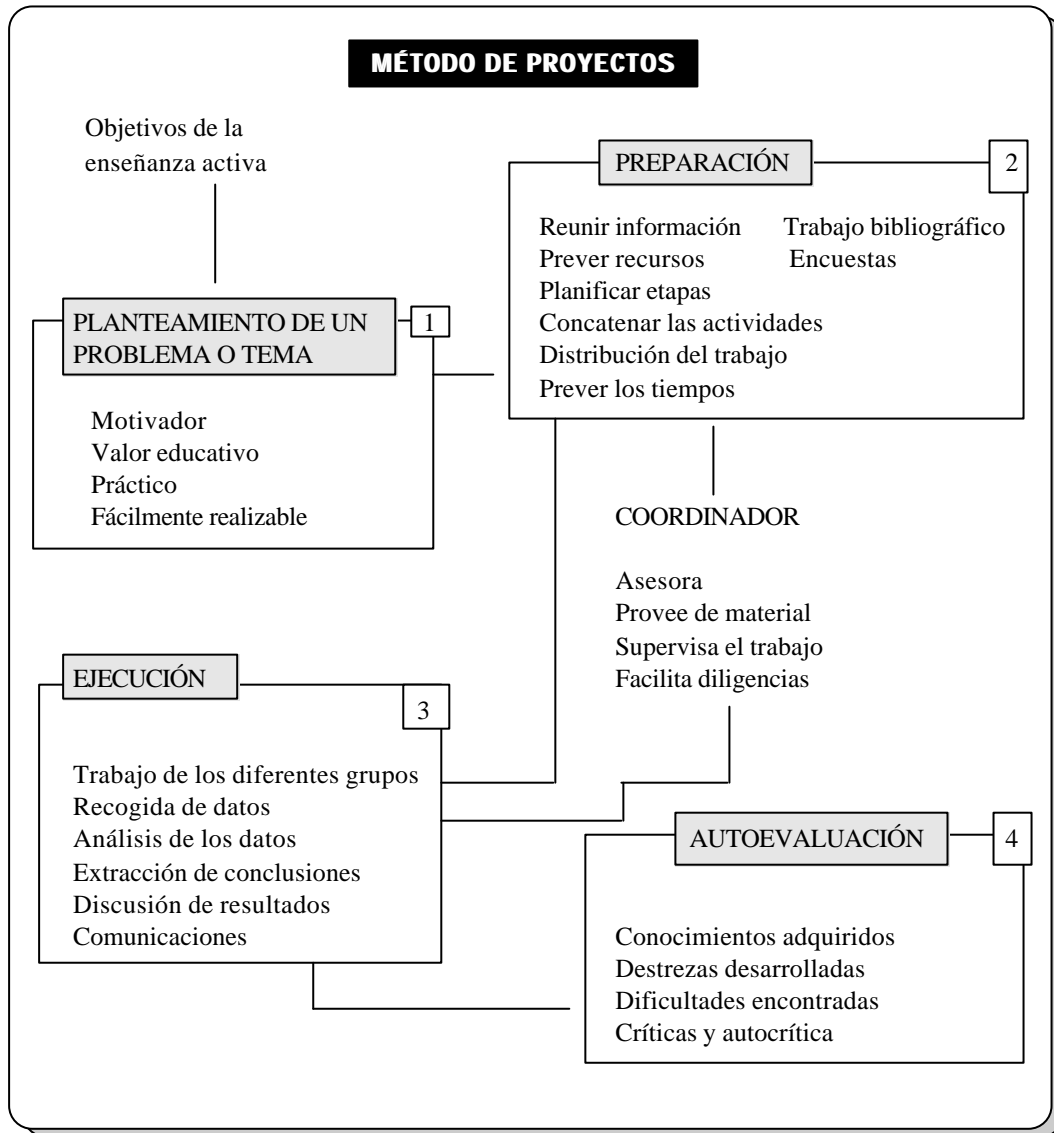 MÉTODO DE PROYECTOS
Objetivos de la
enseñanza activa
PLANTEAMIENTO DE UN
PROBLEMA O TEMA
1
Motivador
Valor educativo
Práctico
Fácilmente realizable
PREPARACIÓN
2
Reunir información Trabajo bibliográfico
Prever recursos Encuestas
Planificar etapas
Concatenar las actividades
Distribución del trabajo
Prever los tiempos
COORDINADOR
Asesora
Provee de material
Supervisa el trabajo
Facilita diligencias
EJECUCIÓN
3
Trabajo de los diferentes grupos
Recogida de datos
Análisis de los datos
Extracción de conclusiones
Discusión de resultados
Comunicaciones
AUTOEVALUACIÓN
4
Conocimientos adquiridos
Destrezas desarrolladas
Dificultades encontradas
Críticas y autocrítica